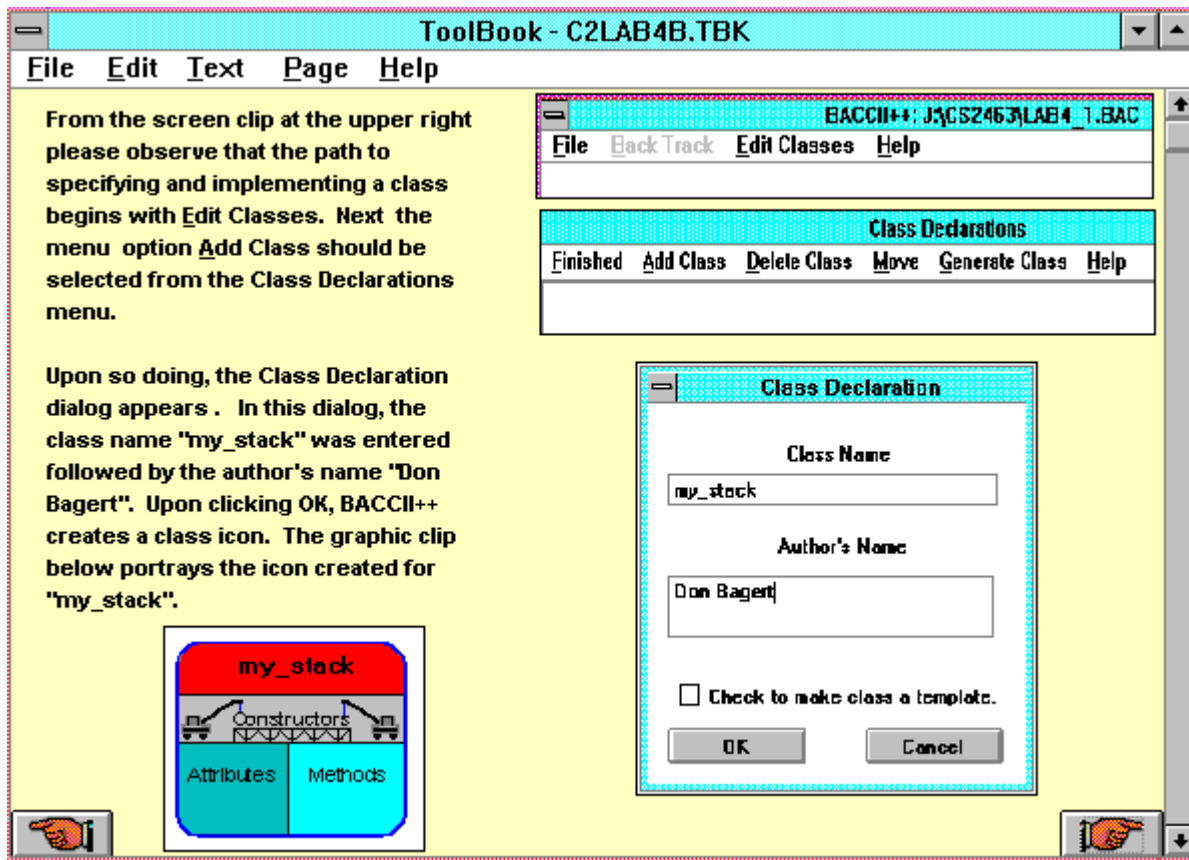 ToolBook - C2LAB4B.TBK
File Edit Text Page Help
From the screen clip at the upper right
please observe that the path to
specifying and implementing a class
begins with Edit Classes. Next the
menu option Add Class should be
selected from the Class Declarations
menu.
Upon so doing, the Class Declaration
dialog appears . In this dialog, the
class name "my_stack" was entered
followed by the author's name "Don
Bagert". Upon clicking OK, BACCII++
creates a class icon. The graphic clip
below portrays the icon created for
"my_stack".
my_stack
Constructors
Attributes Methods
BACCII++: J:\CS2463\LAB4_1.BAC
File Back Track Edit Classes Help
Class Declarations
Finished Add Class Delete Class Move Generate Class Help
Class Declaration
Class Name
my_stack
Author's Name
Don Bagert
Check to make class a template.
OK Cancel